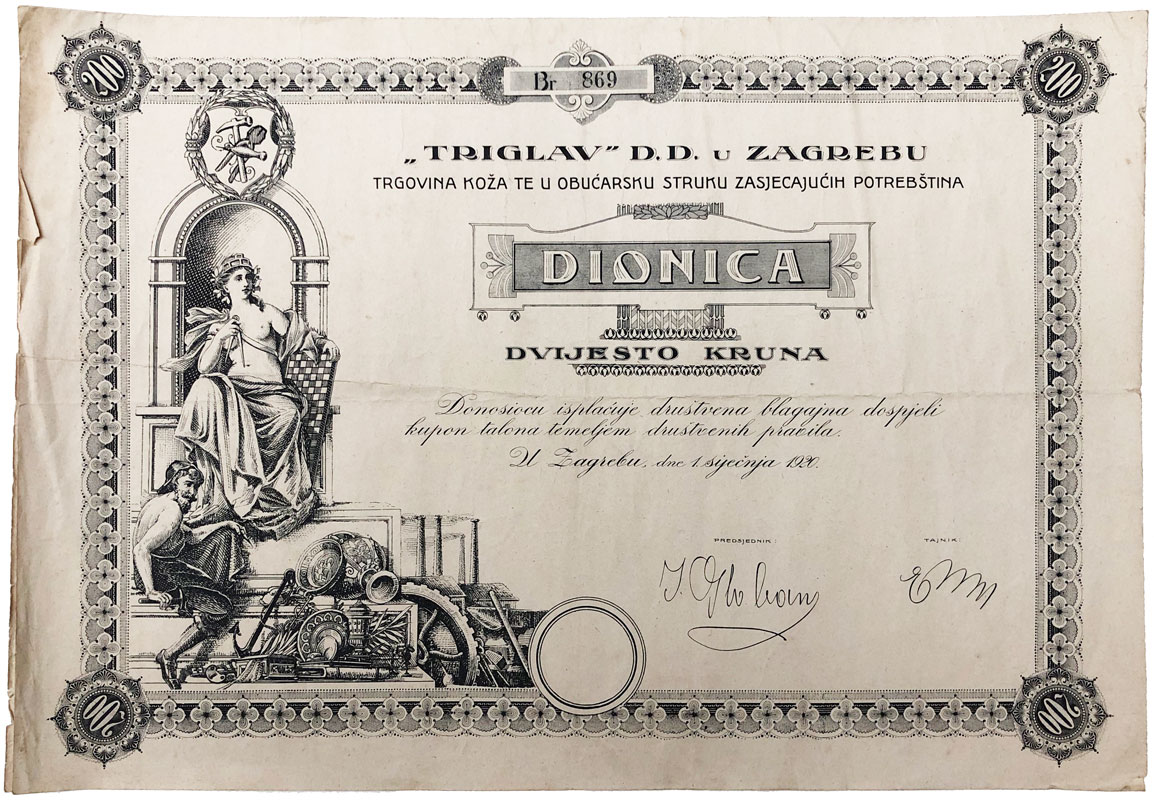 200
Br 869
200
„TRIGLAV” D.D. U ZAGREBU
TRGOVINA KOŽA TE U OBUĆARSKU STRUKU ZASJECAJUĆIH POTREBŠTINA
DIONICA
DVIJESTO KRUNA
Donosiocu isplaćuje društvena blagajna dospjeli
kupon talona temeljem društvenih pravila.
U Zagrebu, dne 1. siječnja 1920.
PREDSJEDNIK:
TAJNIK:
200
200